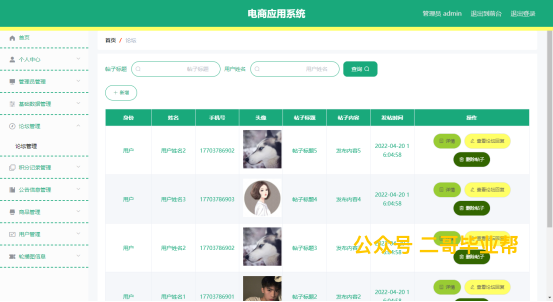 电商应用系统
管理员 admin 退出到前台 退出登录
首页
个人中心
管理员管理
基础数据管理
论坛管理
论坛管理
积分记录管理
公告信息管理
商品管理
用户管理
轮播图信息
首页 / 论坛
帖子标题 帖子标题 用户姓名 用户姓名 查询
+ 新增
身份 姓名 手机号 头像 帖子标题 帖子内容 发帖时间 操作
用户 用户姓名2 17703786902 帖子标题5 发布内容5 2022-04-20 16:04:58 详情 查看论坛回复 删除帖子
用户 用户姓名3 17703786903 帖子标题4 发布内容4 2022-04-20 16:04:58 详情 查看论坛回复 删除帖子
用户 用户姓名2 17703786902 帖子标题3 2022-04-20 16:04:58 详情 查看论坛回复 删除帖子
用户 用户姓名1 17703786901 帖子标题2 发布内容2 2022-04-20 16:04:58 详情 查看论坛回复
公众号 二哥毕业帮